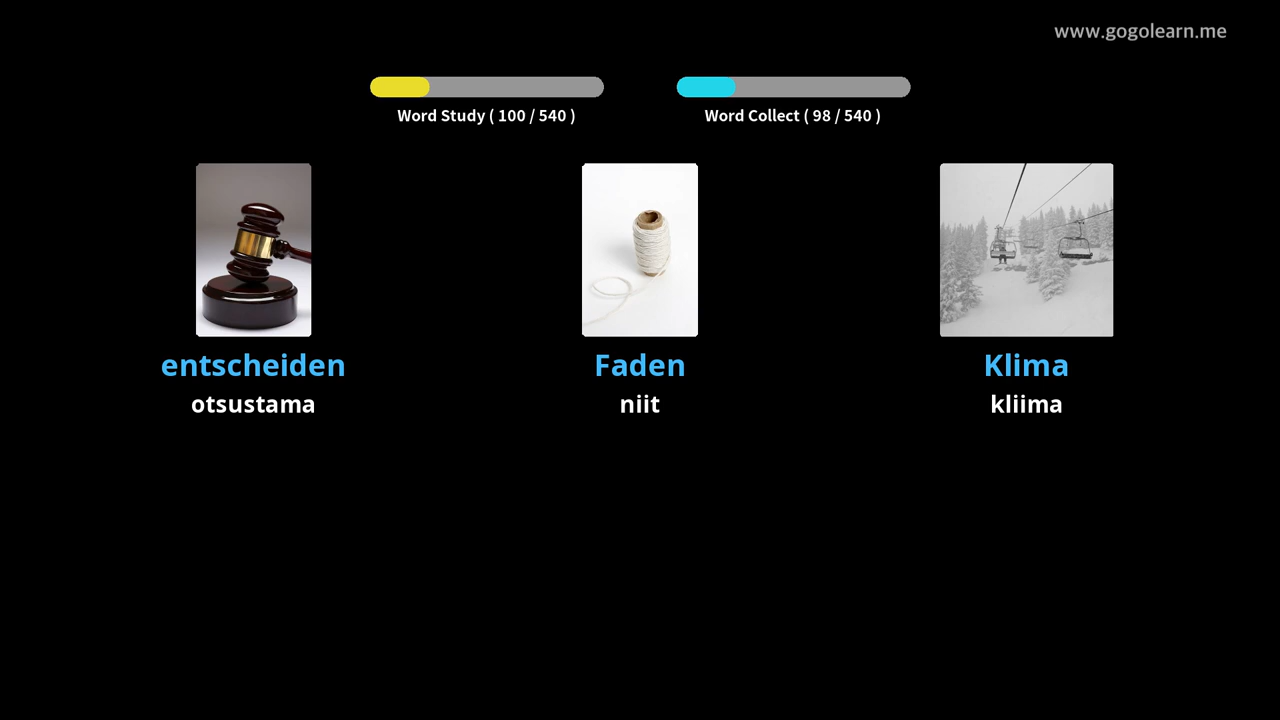 www.gogolearn.me
Word Study ( 100 / 540 )
Word Collect ( 98 / 540 )
entscheiden
otsustama
Faden
niit
Klima
kliima